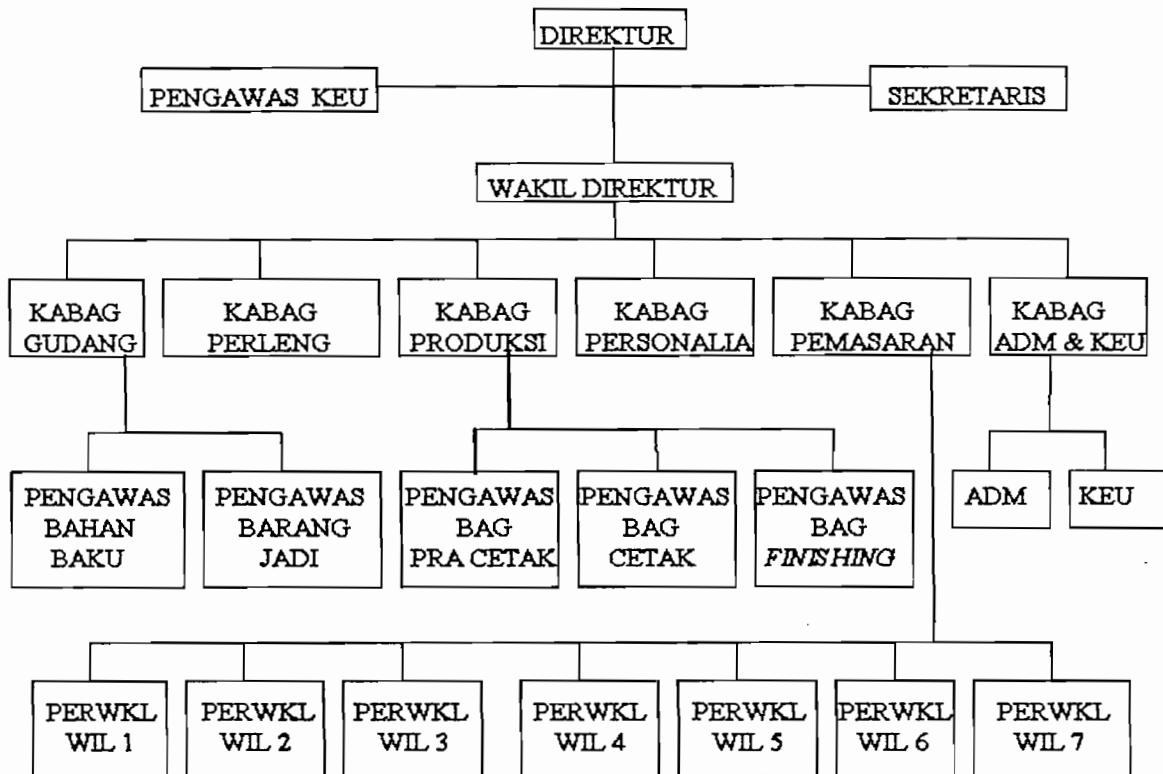 DIREKTUR
PENGAWAS KEU
SEKRETARIS
WAKIL DIREKTUR
KABAG
GUDANG
KABAG
PERLENG
KABAG
PRODUKSI
KABAG
PERSONALIA
KABAG
PEMASARAN
KABAG
ADM & KEU
PENGAWAS
BAHAN
BAKU
PENGAWAS
BARANG
JADI
PENGAWAS
BAG
PRA CETAK
PENGAWAS
BAG
CETAK
PENGAWAS
BAG
FINISHING
ADM
KEU
PERWKL
WIL 1
PERWKL
WIL 2
PERWKL
WIL 3
PERWKL
WIL 4
PERWKL
WIL 5
PERWKL
WIL 6
PERWKL
WIL 7